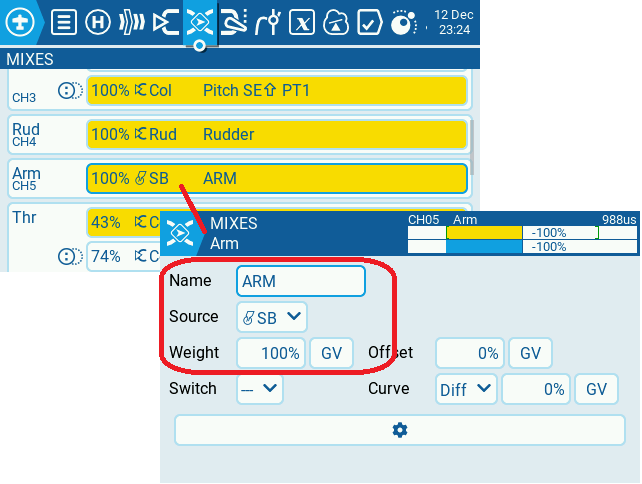 12 Dec
23:24
MIXES
CH3 100% Col Pitch SE⇧ PT1
Rud
CH4 100% Rud Rudder
Arm
CH5 100% SB ARM
Thr 43% C
74% C
MIXES
Arm
CH05 Arm 988us
-100%
-100%
Name ARM
Source SB
Weight 100% GV Offset 0% GV
Switch --- Curve Diff 0% GV